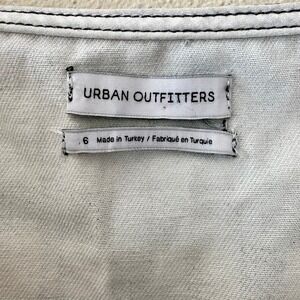 URBAN OUTFITTERS
6 Made in Turkey / Fabriqué en Turquie